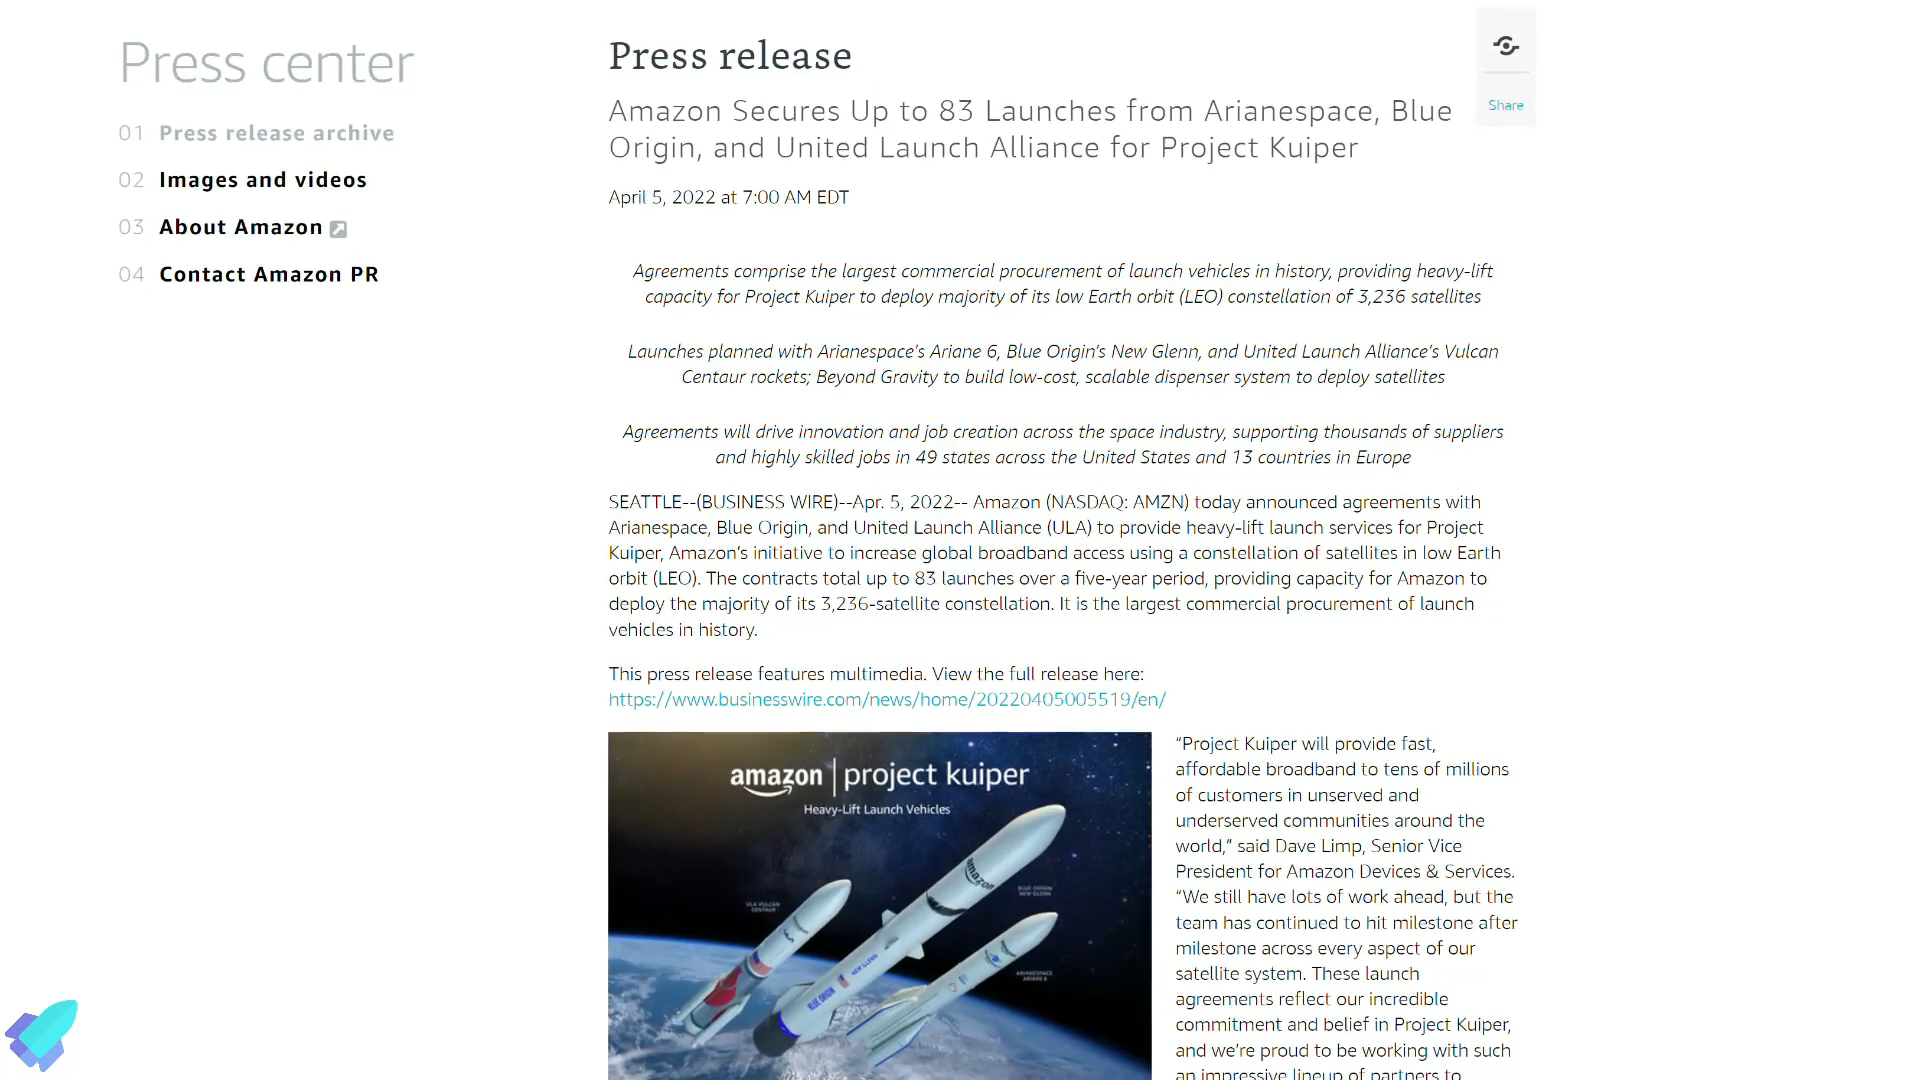 Press center
01 Press release archive
02 Images and videos
03 About Amazon
04 Contact Amazon PR
Press release
Share
Amazon Secures Up to 83 Launches from Arianespace, Blue
Origin, and United Launch Alliance for Project Kuiper
April 5, 2022 at 7:00 AM EDT
Agreements comprise the largest commercial procurement of launch vehicles in history, providing heavy-lift
capacity for Project Kuiper to deploy majority of its low Earth orbit (LEO) constellation of 3,236 satellites
Launches planned with Arianespace’s Ariane 6, Blue Origin’s New Glenn, and United Launch Alliance’s Vulcan
Centaur rockets; Beyond Gravity to build low-cost, scalable dispenser system to deploy satellites
Agreements will drive innovation and job creation across the space industry, supporting thousands of suppliers
and highly skilled jobs in 49 states across the United States and 13 countries in Europe
SEATTLE--(BUSINESS WIRE)--Apr. 5, 2022-- Amazon (NASDAQ: AMZN) today announced agreements with
Arianespace, Blue Origin, and United Launch Alliance (ULA) to provide heavy-lift launch services for Project
Kuiper, Amazon’s initiative to increase global broadband access using a constellation of satellites in low Earth
orbit (LEO). The contracts total up to 83 launches over a five-year period, providing capacity for Amazon to
deploy the majority of its 3,236-satellite constellation. It is the largest commercial procurement of launch
vehicles in history.
This press release features multimedia. View the full release here:
https://www.businesswire.com/news/home/20220405005519/en/
amazon | project kuiper
Heavy-Lift Launch Vehicles
ULA VULCAN
CENTAUR
BLUE ORIGIN
NEW GLENN
ARIANESPACE
ARIANE 6
amazon
BLUE ORIGIN
NEW GLENN
“Project Kuiper will provide fast,
affordable broadband to tens of millions
of customers in unserved and
underserved communities around the
world,” said Dave Limp, Senior Vice
President for Amazon Devices & Services.
“We still have lots of work ahead, but the
team has continued to hit milestone after
milestone across every aspect of our
satellite system. These launch
agreements reflect our incredible
commitment and belief in Project Kuiper,
and we’re proud to be working with such
an impressive lineup of partners to